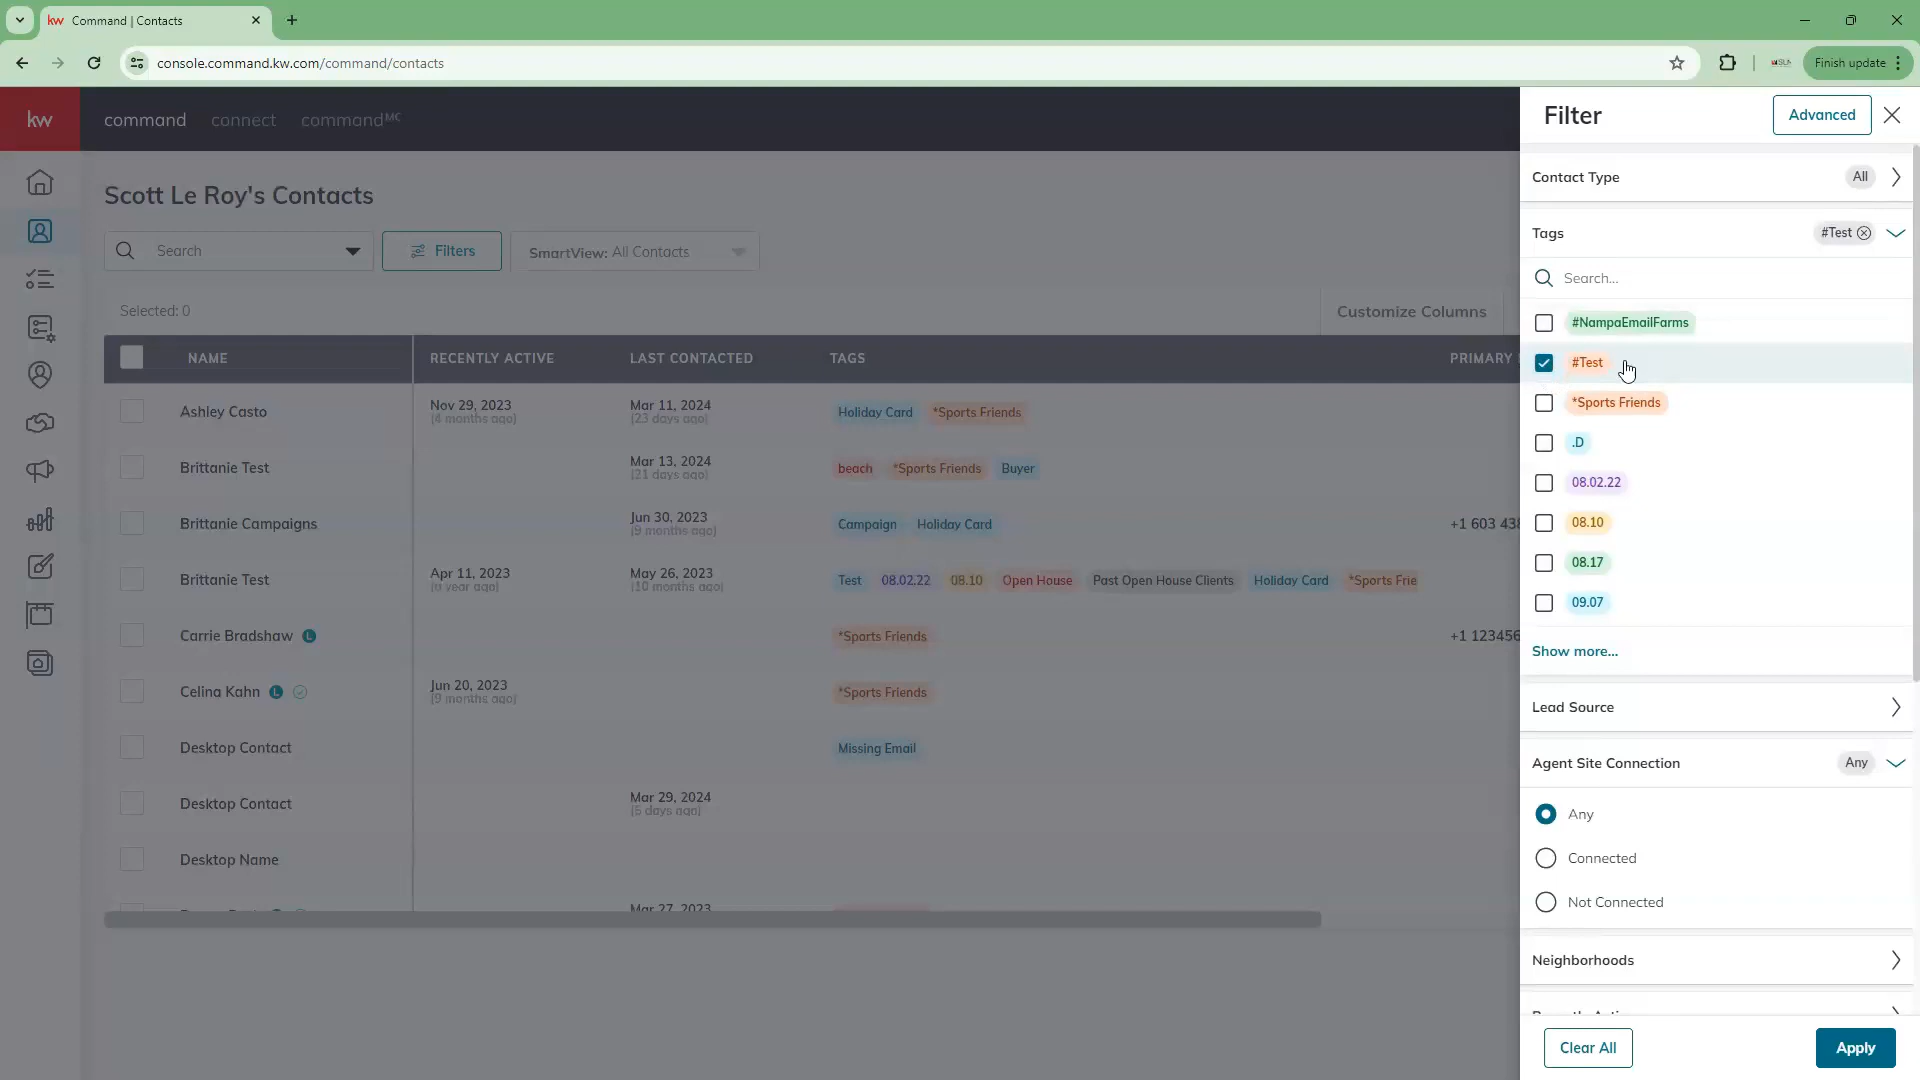 kw Command | Contacts
console.command.kw.com/command/contacts
Finish update
kw command connect commandMC
Filter Advanced
Contact Type All
Scott Le Roy's Contacts
Tags #Test
Search Filters SmartView: All Contacts
Search...
Selected: 0 Customize Columns
#NampaEmailFarms
NAME RECENTLY ACTIVE LAST CONTACTED TAGS PRIMARY
#Test
*Sports Friends
Ashley Casto Nov 29, 2023 Mar 11, 2024 Holiday Card *Sports Friends
(4 months ago) (23 days ago)
.D
Brittanie Test Mar 13, 2024 beach *Sports Friends Buyer
(21 days ago)
08.02.22
Brittanie Campaigns Jun 30, 2023 Campaign Holiday Card +1 603 438
(9 months ago)
08.10
08.17
Brittanie Test Apr 11, 2023 May 26, 2023 Test 08.02.22 08.10 Open House Past Open House Clients Holiday Card *Sports Frie
(a year ago) (10 months ago)
09.07
Carrie Bradshaw L *Sports Friends +1 123456
Show more...
Celina Kahn L Jun 20, 2023 *Sports Friends
(9 months ago)
Lead Source
Desktop Contact Missing Email
Agent Site Connection Any
Desktop Contact Mar 29, 2024
(5 days ago)
Any
Desktop Name
Connected
Not Connected
Mar 27, 2023
Neighborhoods
Clear All Apply